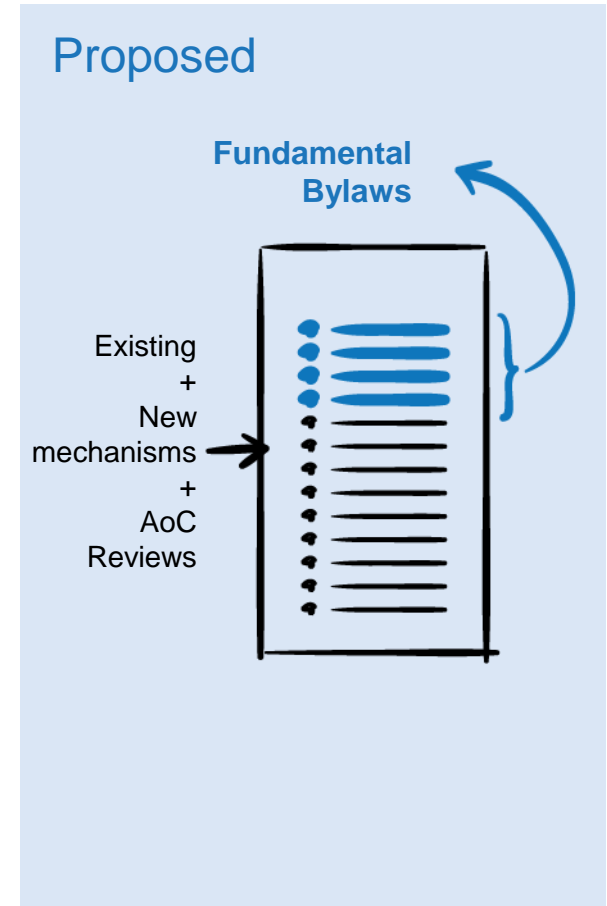 Proposed
Fundamental
Bylaws
Existing
+
New
mechanisms
+
AoC
Reviews